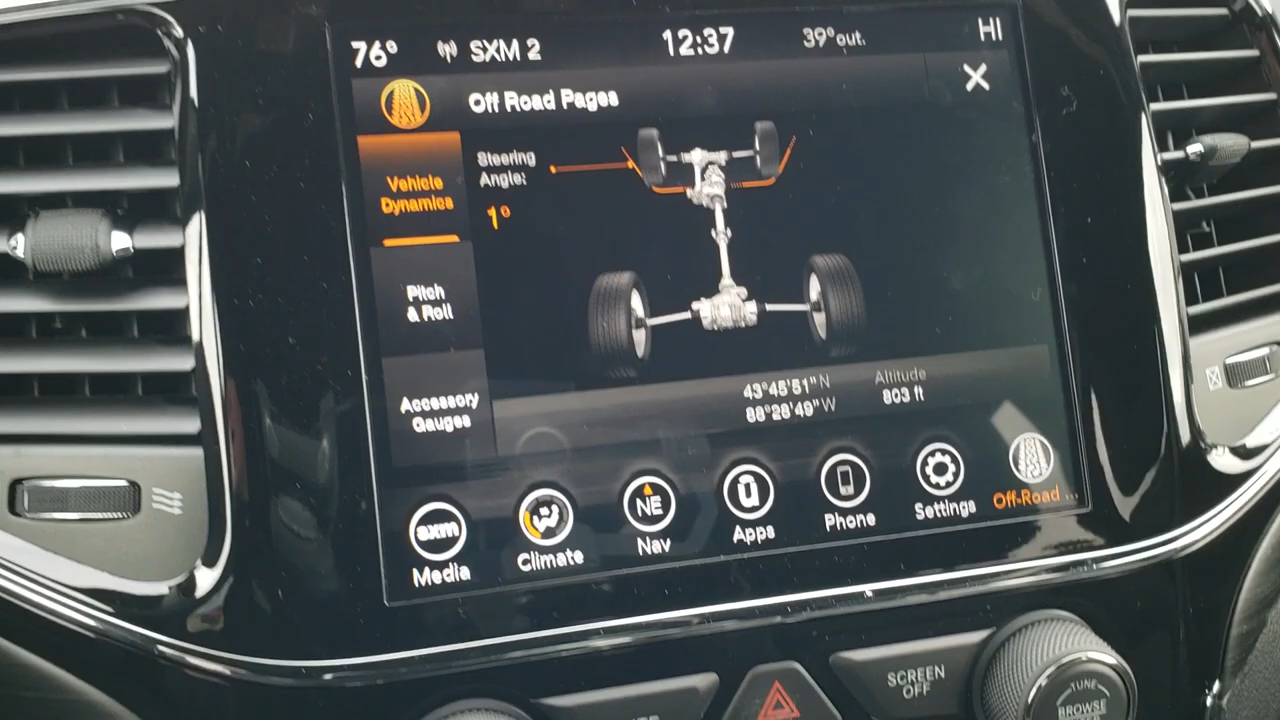 76° SXM 2 12:37 39°out. HI
Off Road Pages
Vehicle
Dynamics
Steering
Angle:
1°
Pitch
& Roll
Accessory
Gauges
43°45'51"N
88°28'49"W
Altitude
803 ft
sxm
Media
Climate
NE
Nav
Apps
Phone
Settings
Off-Road ...
SCREEN
OFF
TUNE
BROWSE